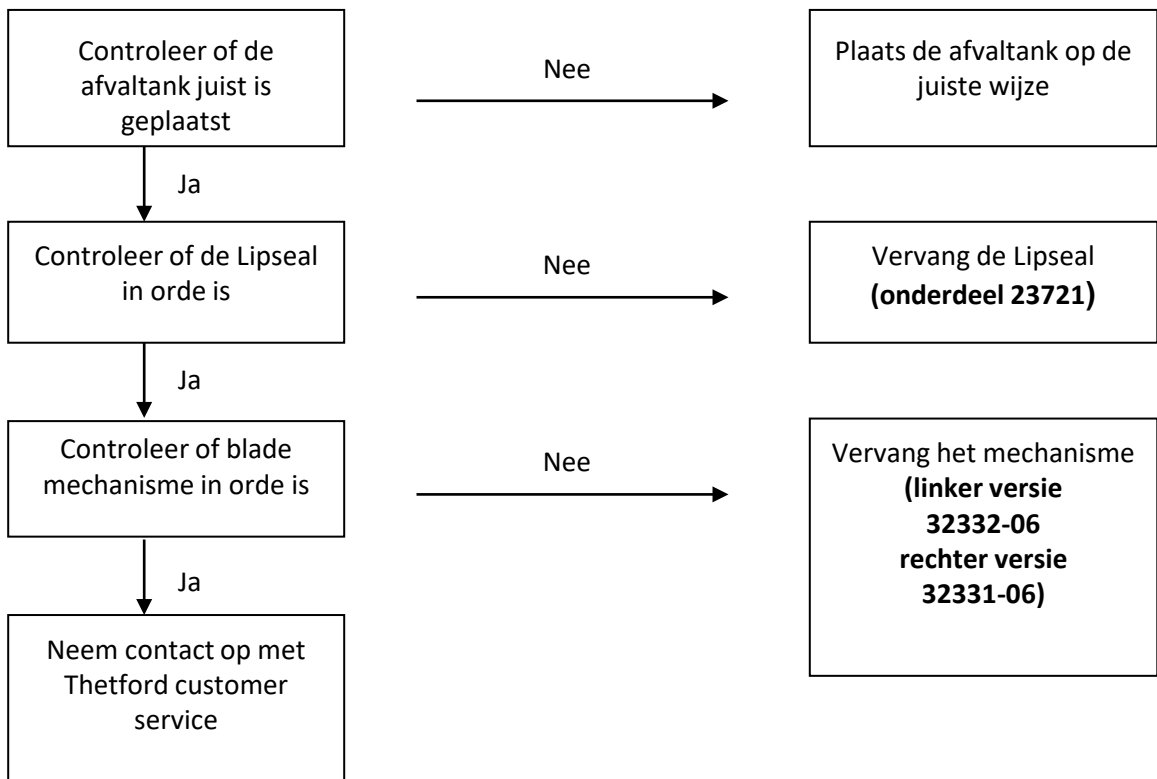 Controleer of de
afvaltank juist is
geplaatst
Nee
Plaats de afvaltank op de
juiste wijze
Ja
Controleer of de Lipseal
in orde is
Nee
Vervang de Lipseal
(onderdeel 23721)
Ja
Controleer of blade
mechanisme in orde is
Nee
Vervang het mechanisme
(linker versie
32332-06
rechter versie
32331-06)
Ja
Neem contact op met
Thetford customer
service